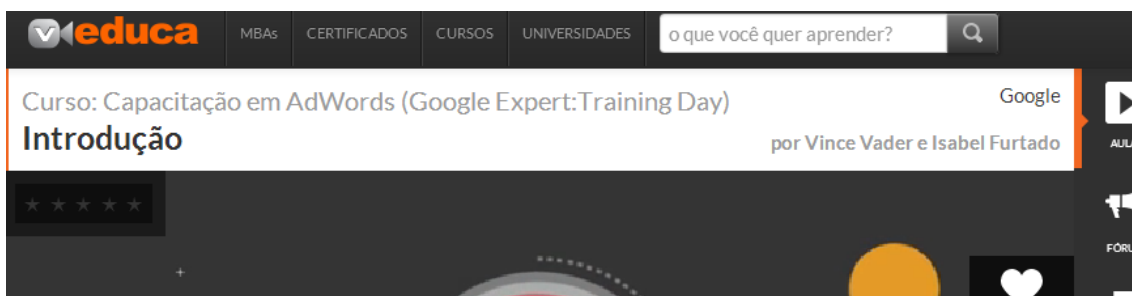 veduca
MBAs
CERTIFICADOS
CURSOS
UNIVERSIDADES
o que você quer aprender?
Curso: Capacitação em AdWords (Google Expert:Training Day)
Google
Introdução
por Vince Vader e Isabel Furtado